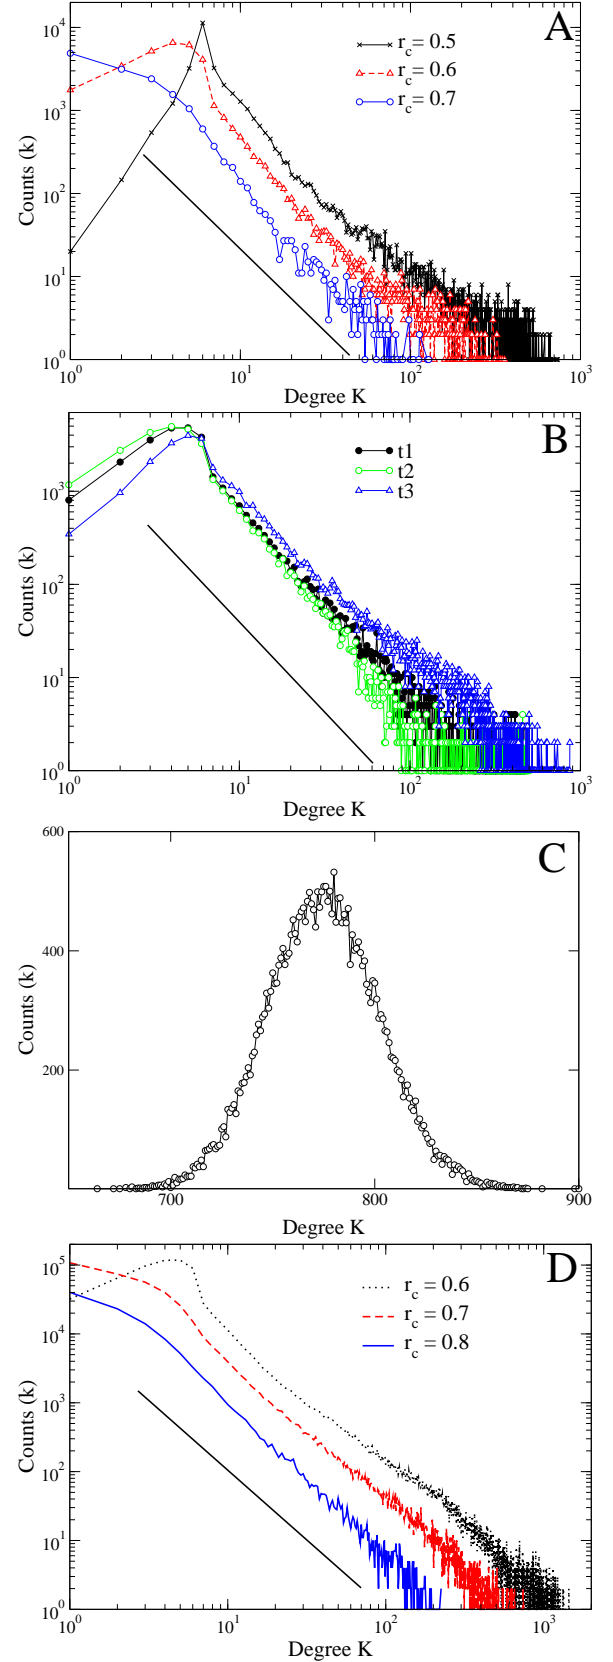 A
10^4
10^3
10^2
10^1
10^0
Counts (k)
r_c = 0.5
r_c = 0.6
r_c = 0.7
10^0
10^1
10^2
10^3
Degree K
B
10^3
10^2
10^1
10^0
Counts (k)
t1
t2
t3
10^0
10^1
10^2
10^3
Degree K
C
600
400
200
Counts (k)
700
800
900
Degree K
D
10^5
10^4
10^3
10^2
10^1
10^0
Counts (k)
r_c = 0.6
r_c = 0.7
r_c = 0.8
10^0
10^1
10^2
10^3
Degree K